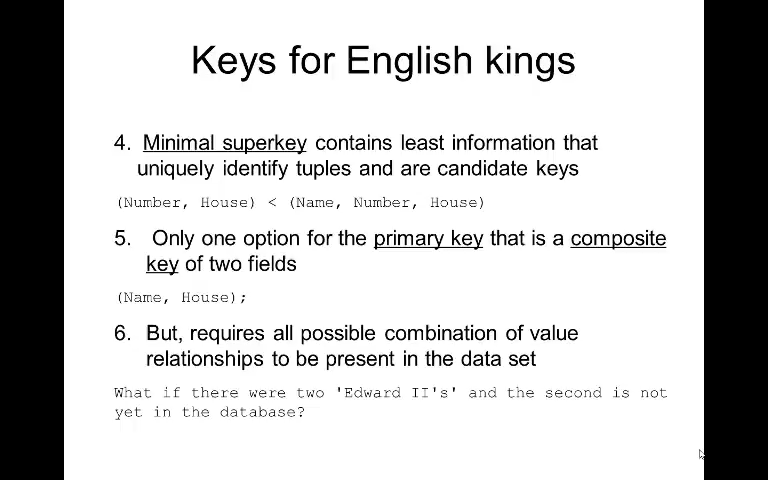 Keys for English kings
4. Minimal superkey contains least information that
uniquely identify tuples and are candidate keys
(Number, House) < (Name, Number, House)
5. Only one option for the primary key that is a composite
key of two fields
(Name, House);
6. But, requires all possible combination of value
relationships to be present in the data set
What if there were two 'Edward II's' and the second is not
yet in the database?